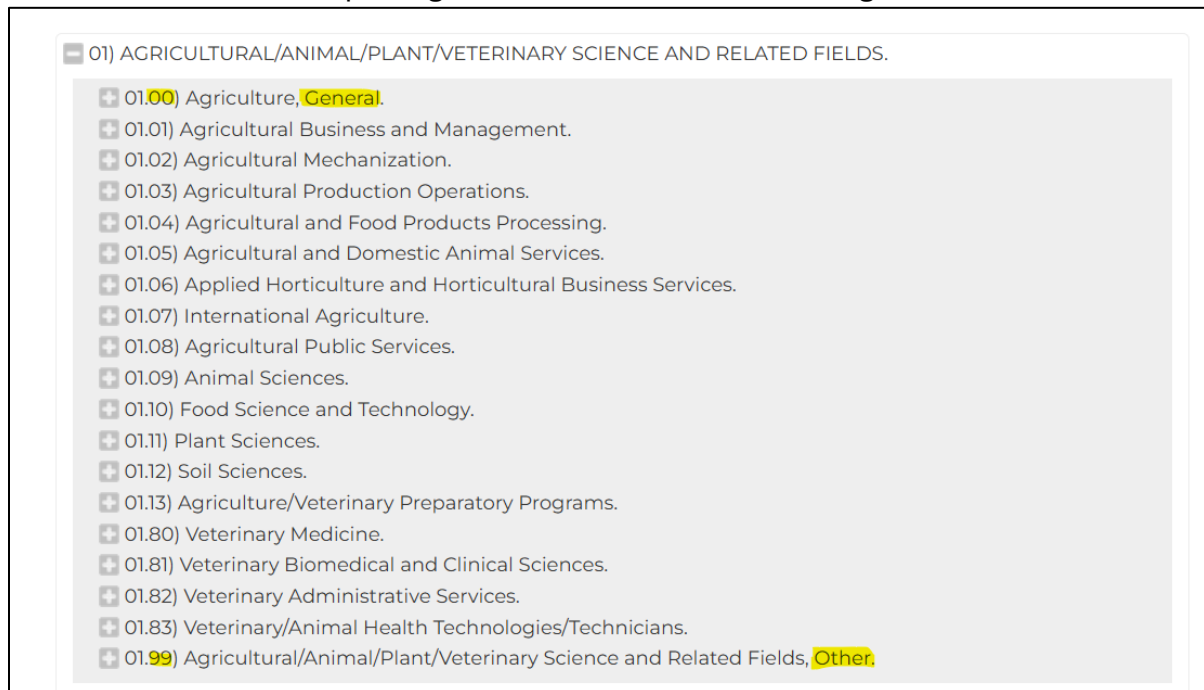 01) AGRICULTURAL/ANIMAL/PLANT/VETERINARY SCIENCE AND RELATED FIELDS.
01.00) Agriculture, General.
01.01) Agricultural Business and Management.
01.02) Agricultural Mechanization.
01.03) Agricultural Production Operations.
01.04) Agricultural and Food Products Processing.
01.05) Agricultural and Domestic Animal Services.
01.06) Applied Horticulture and Horticultural Business Services.
01.07) International Agriculture.
01.08) Agricultural Public Services.
01.09) Animal Sciences.
01.10) Food Science and Technology.
01.11) Plant Sciences.
01.12) Soil Sciences.
01.13) Agriculture/Veterinary Preparatory Programs.
01.80) Veterinary Medicine.
01.81) Veterinary Biomedical and Clinical Sciences.
01.82) Veterinary Administrative Services.
01.83) Veterinary/Animal Health Technologies/Technicians.
01.99) Agricultural/Animal/Plant/Veterinary Science and Related Fields, Other.